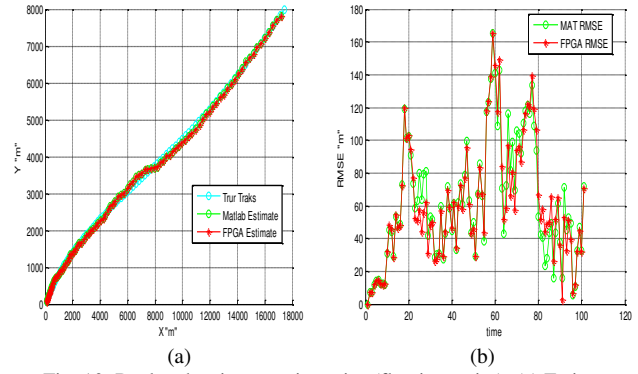 8000
7000
6000
5000
4000
3000
2000
1000
0
Y "m"
0 2000 4000 6000 8000 10000 12000 14000 16000 18000
X"m"
Trur Traks
Matlab Estimate
FPGA Estimate
(a)
180
160
140
120
100
80
60
40
20
0
RMSE "m"
0 20 40 60 80 100 120
time
MAT RMSE
FPGA RMSE
(b)